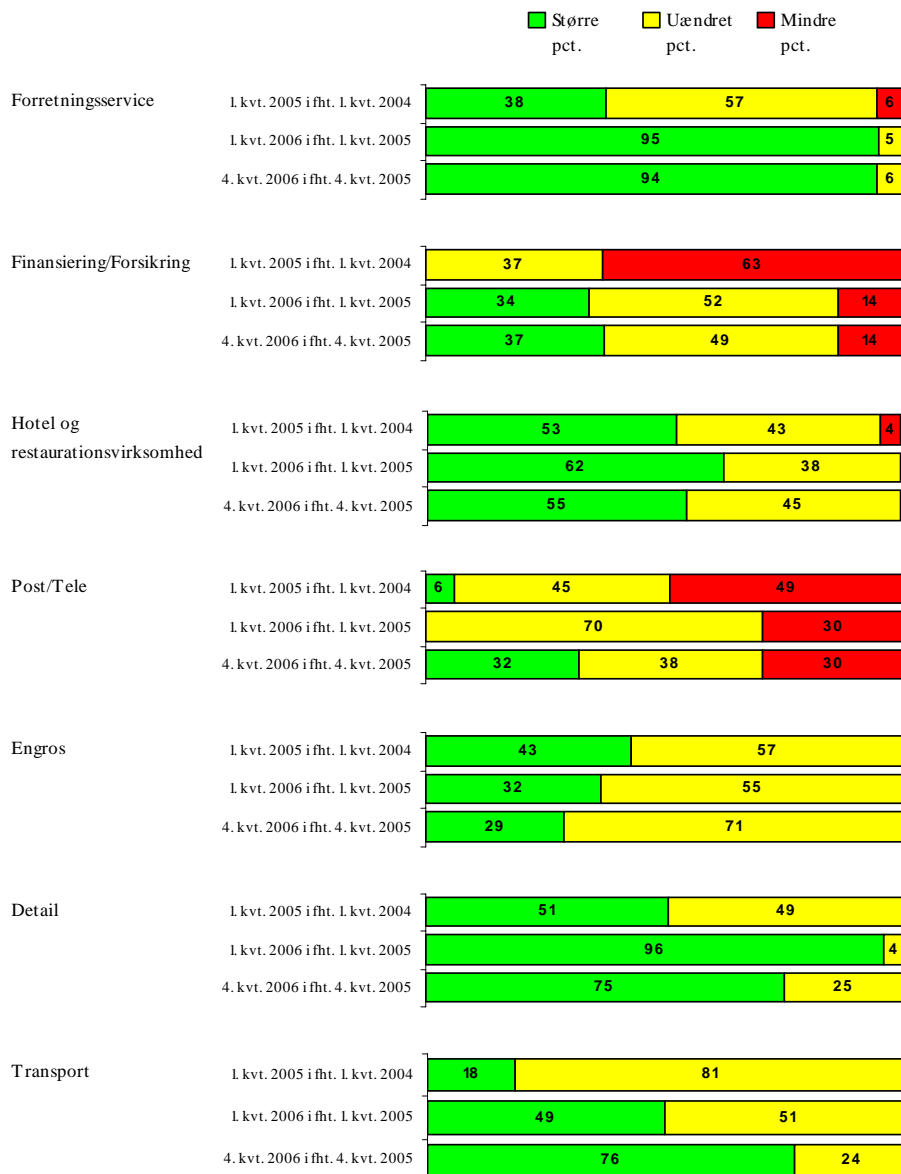 Større Uændret Mindre
pct. pct. pct.
Forretningsservice 1. kvt. 2005 i fht. 1. kvt. 2004 38 57 6
1. kvt. 2006 i fht. 1. kvt. 2005 95 5
4. kvt. 2006 i fht. 4. kvt. 2005 94 6
Finansiering/Forsikring 1. kvt. 2005 i fht. 1. kvt. 2004 37 63
1. kvt. 2006 i fht. 1. kvt. 2005 34 52 14
4. kvt. 2006 i fht. 4. kvt. 2005 37 49 14
Hotel og 1. kvt. 2005 i fht. 1. kvt. 2004 53 43 4
restaurationsvirksomhed 1. kvt. 2006 i fht. 1. kvt. 2005 62 38
4. kvt. 2006 i fht. 4. kvt. 2005 55 45
Post/Tele 1. kvt. 2005 i fht. 1. kvt. 2004 6 45 49
1. kvt. 2006 i fht. 1. kvt. 2005 70 30
4. kvt. 2006 i fht. 4. kvt. 2005 32 38 30
Engros 1. kvt. 2005 i fht. 1. kvt. 2004 43 57
1. kvt. 2006 i fht. 1. kvt. 2005 32 55
4. kvt. 2006 i fht. 4. kvt. 2005 29 71
Detail 1. kvt. 2005 i fht. 1. kvt. 2004 51 49
1. kvt. 2006 i fht. 1. kvt. 2005 96 4
4. kvt. 2006 i fht. 4. kvt. 2005 75 25
Transport 1. kvt. 2005 i fht. 1. kvt. 2004 18 81
1. kvt. 2006 i fht. 1. kvt. 2005 49 51
4. kvt. 2006 i fht. 4. kvt. 2005 76 24